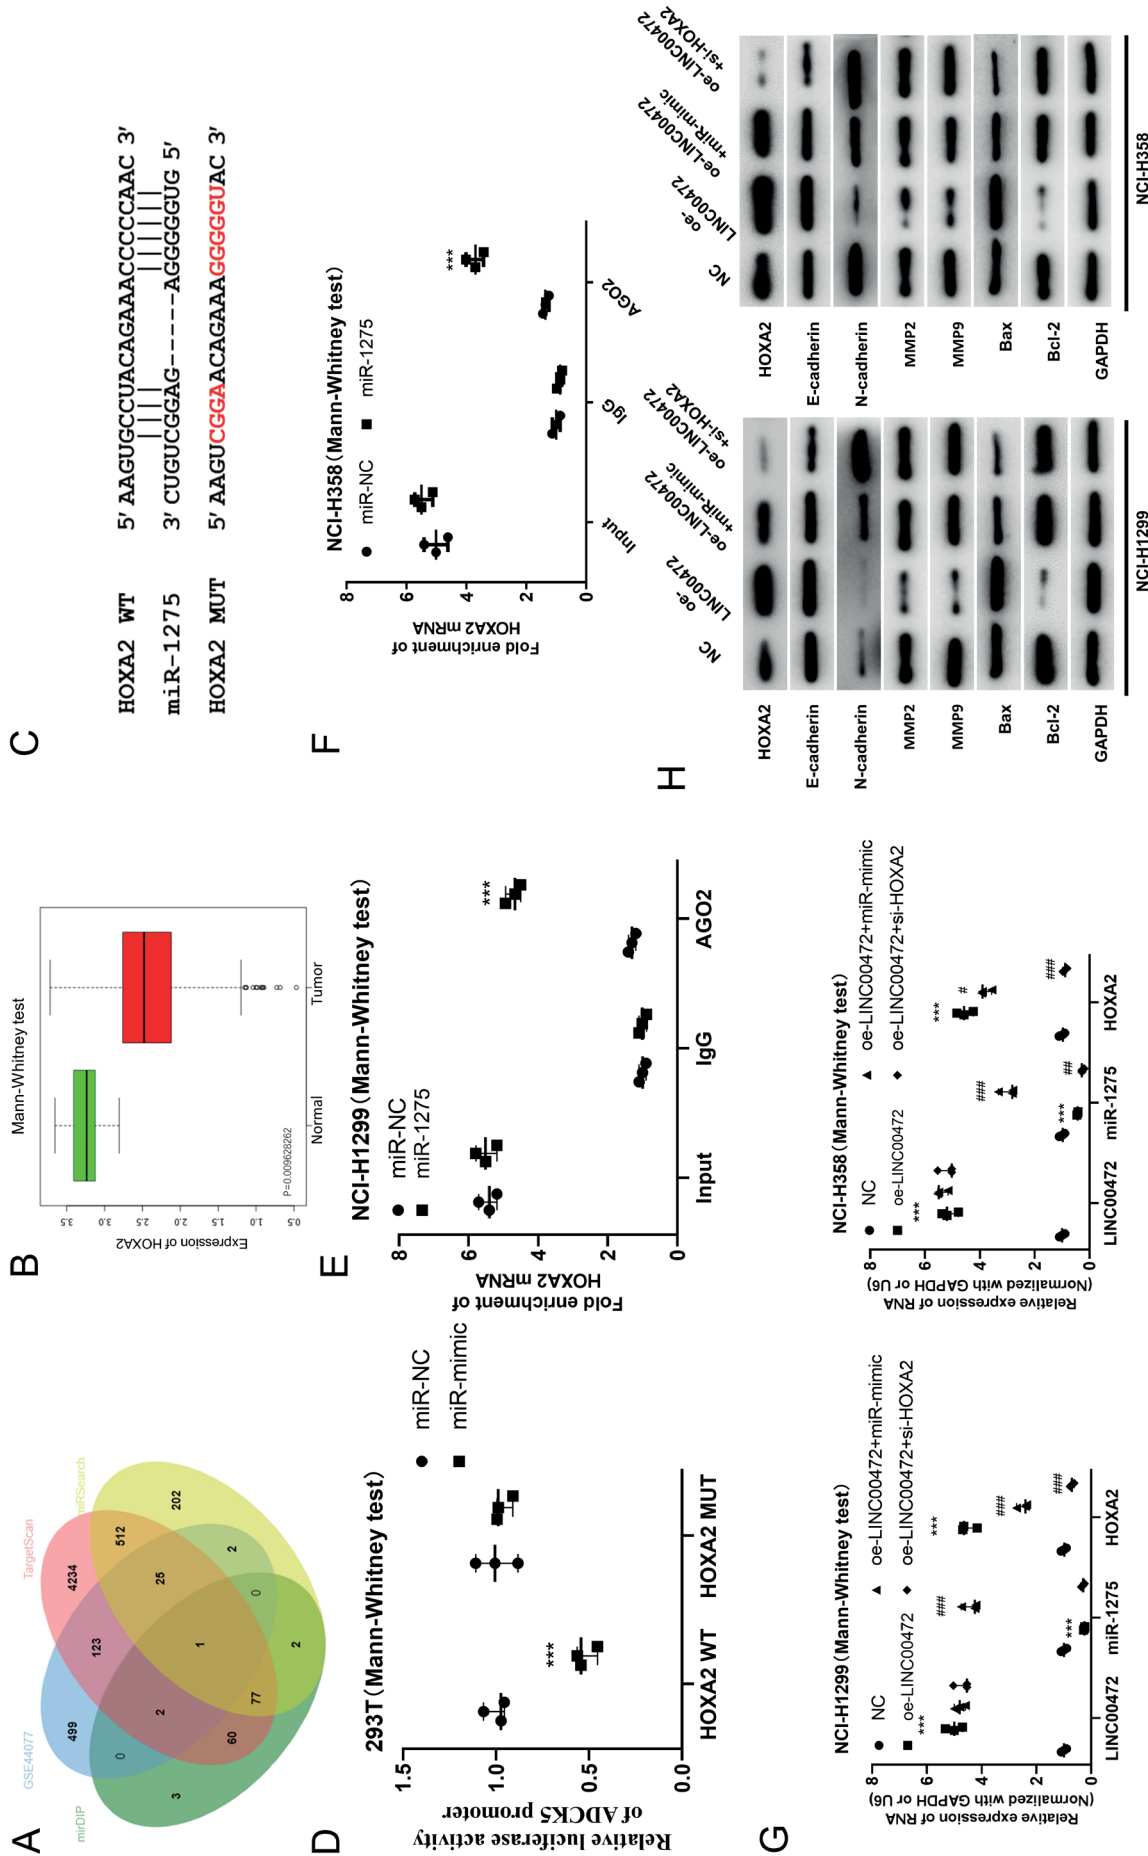 A
mirDIP
GSE44077
TargetScan
miRSearch
499
4234
3
0
123
512
202
2
25
2
60
1
0
77
2
B
Mann-Whitney test
Expression of HOXA2
3.5
3.0
2.5
2.0
1.5
1.0
0.5
P=0.009628262
Normal
Tumor
C
HOXA2 WT 5' AAGUGCCUACAGAAACCCCCCAAC 3'
miR-1275 3' CUGUCGGAG-----AGGGGGUG 5'
HOXA2 MUT 5' AAGUCGGAACAGAAAGGGGGUAC 3'
D
293T(Mann-Whitney test)
miR-NC
miR-mimic
Relative luciferase activity
of ADCK5 promoter
1.5
1.0
0.5
0.0
***
HOXA2 WT
HOXA2 MUT
E
NCI-H1299(Mann-Whitney test)
miR-NC
miR-1275
Fold enrichment of
HOXA2 mRNA
8
6
4
2
0
***
Input
IgG
AGO2
F
NCI-H358(Mann-Whitney test)
miR-NC
miR-1275
Fold enrichment of
HOXA2 mRNA
8
6
4
2
0
***
Input
IgG
AGO2
G
NCI-H1299(Mann-Whitney test)
NC
oe-LINC00472+miR-mimic
oe-LINC00472
oe-LINC00472+si-HOXA2
Relative expression of RNA
(Normalized with GAPDH or U6)
8
6
4
2
0
***
***
###
***
###
###
LINC00472
miR-1275
HOXA2
NCI-H358(Mann-Whitney test)
NC
oe-LINC00472+miR-mimic
oe-LINC00472
oe-LINC00472+si-HOXA2
Relative expression of RNA
(Normalized with GAPDH or U6)
8
6
4
2
0
***
***
###
##
***
#
###
LINC00472
miR-1275
HOXA2
H
NC
oe-
LINC00472
oe-LINC00472
+miR-mimic
oe-LINC00472
+si-HOXA2
HOXA2
E-cadherin
N-cadherin
MMP2
MMP9
Bax
Bcl-2
GAPDH
NCI-H1299
NC
oe-
LINC00472
oe-LINC00472
+miR-mimic
oe-LINC00472
+si-HOXA2
HOXA2
E-cadherin
N-cadherin
MMP2
MMP9
Bax
Bcl-2
GAPDH
NCI-H358